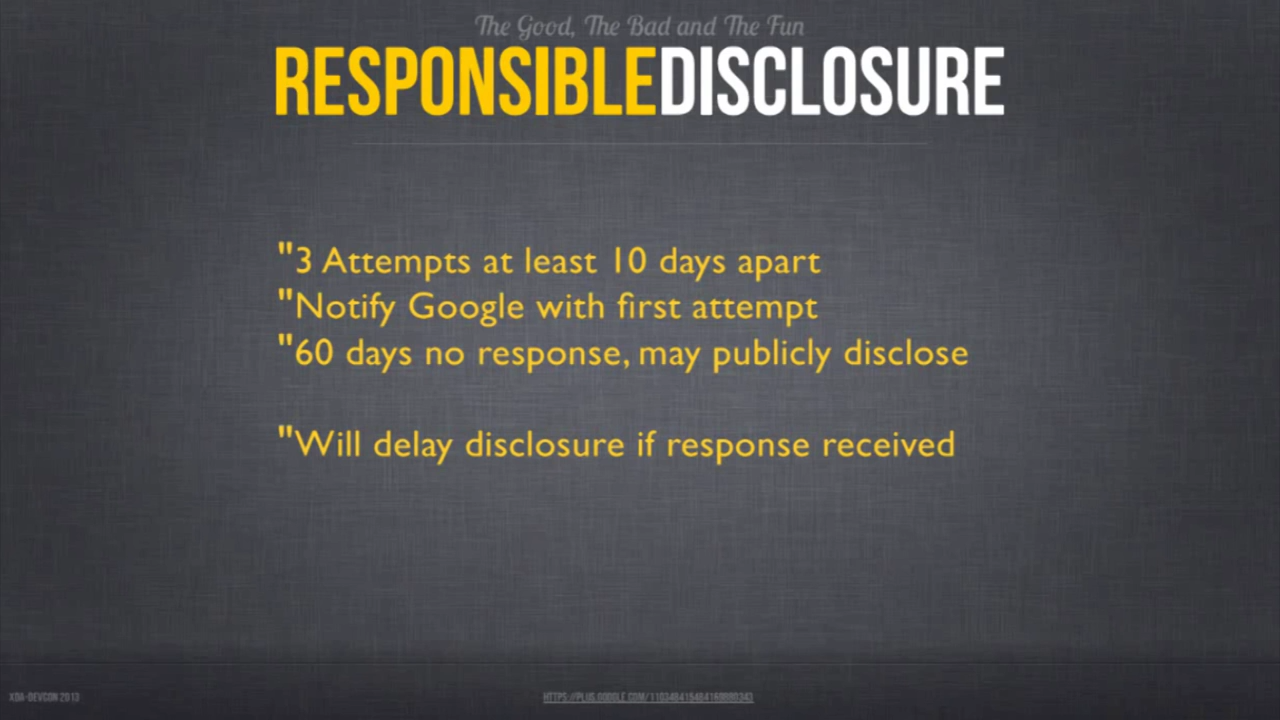 The Good, The Bad and The Fun
RESPONSIBLEDISCLOSURE
"3 Attempts at least 10 days apart
"Notify Google with first attempt
"60 days no response, may publicly disclose
"Will delay disclosure if response received
XDA-DEVCON 2013